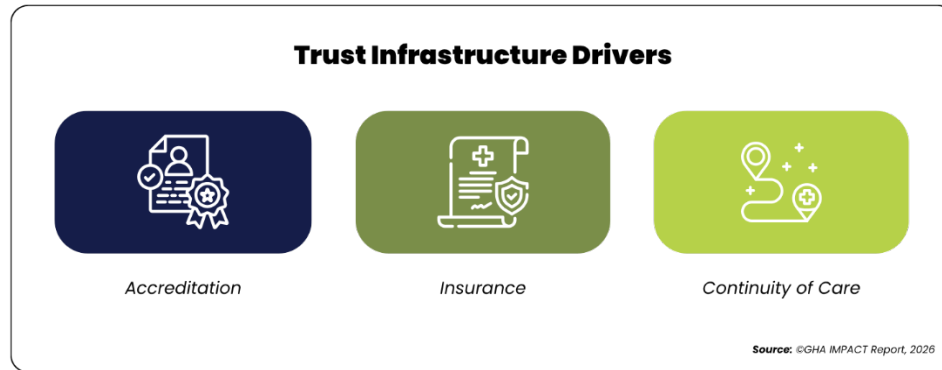 Trust Infrastructure Drivers
Accreditation
Insurance
Continuity of Care
Source: ©GHA IMPACT Report, 2026